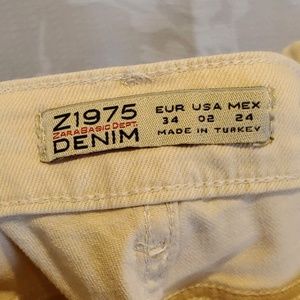 Z1975
ZARA BASIC DEPT.
DENIM
EUR USA MEX
34 02 24
MADE IN TURKEY